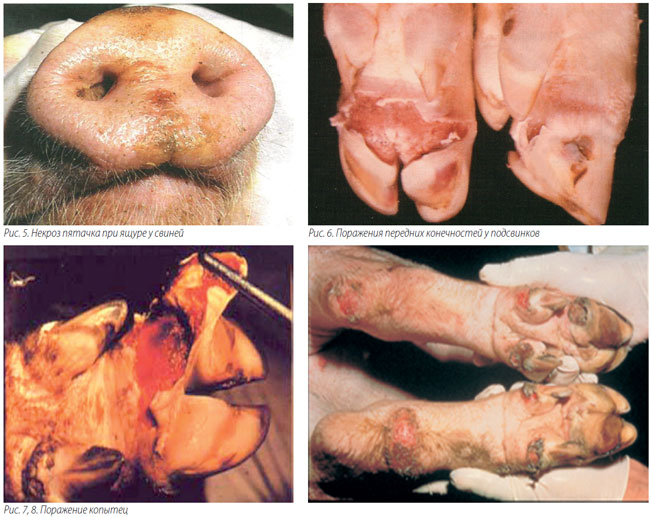 Рис. 5. Некроз пятачка при ящуре у свиней
Рис. 6. Поражения передних конечностей у подсвинков
Рис. 7, 8. Поражение копытец